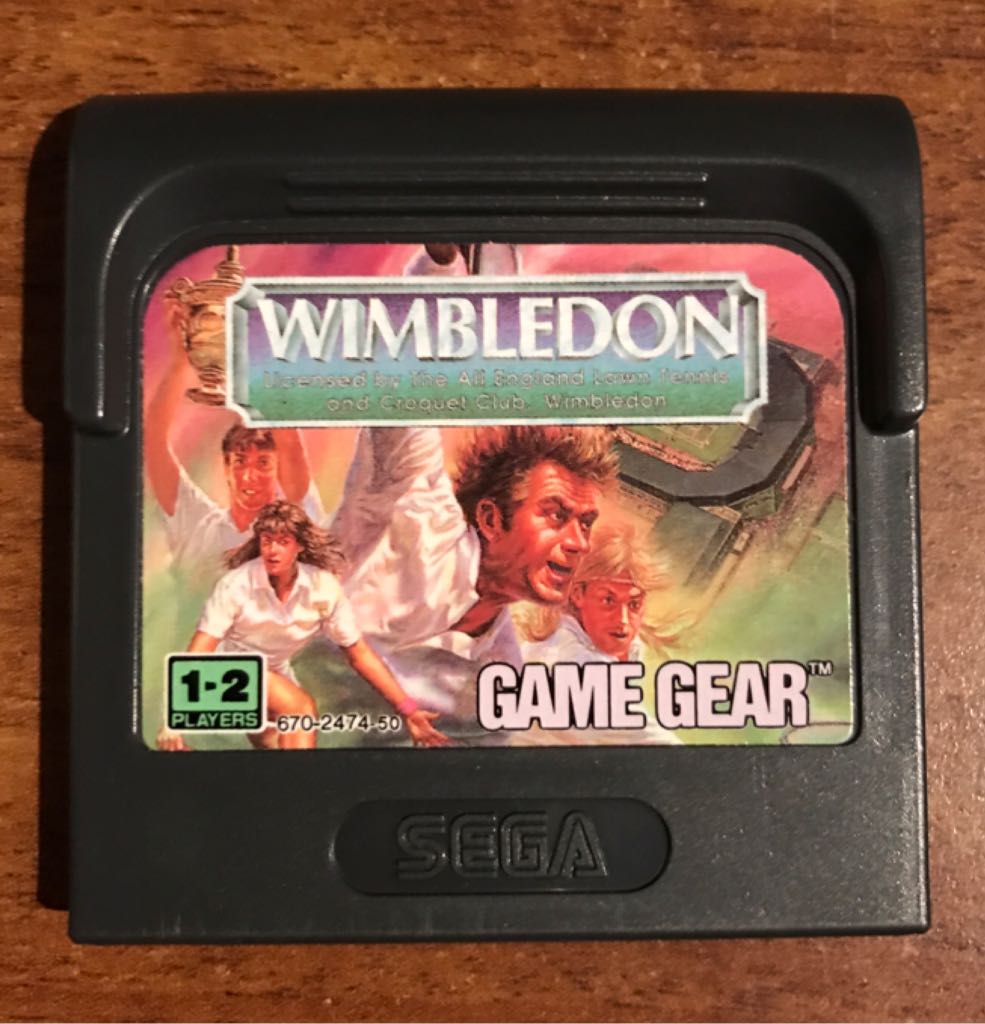 WIMBLEDON
Licensed by The All England Lawn Tennis
and Croquet Club, Wimbledon
1-2
PLAYERS
670-2474-50
GAME GEAR™
SEGA